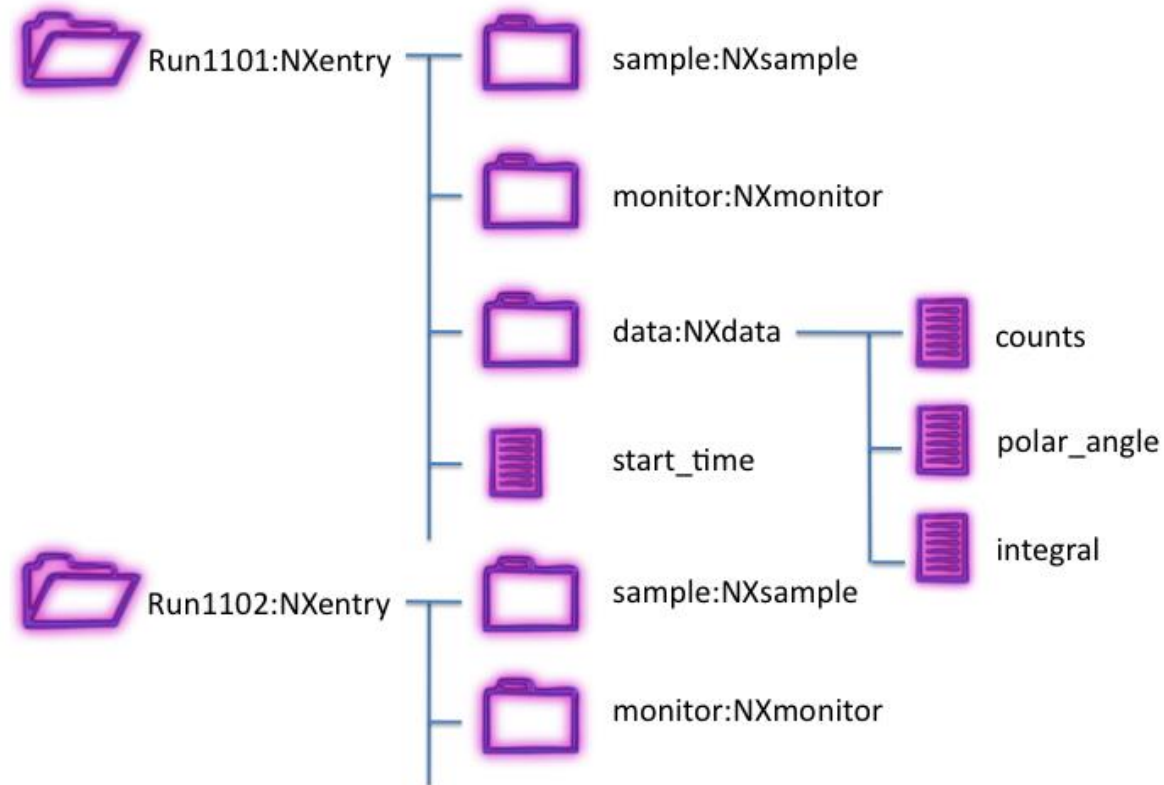 Run1101:NXentry
sample:NXsample
monitor:NXmonitor
data:NXdata
counts
polar_angle
integral
start_time
Run1102:NXentry
sample:NXsample
monitor:NXmonitor